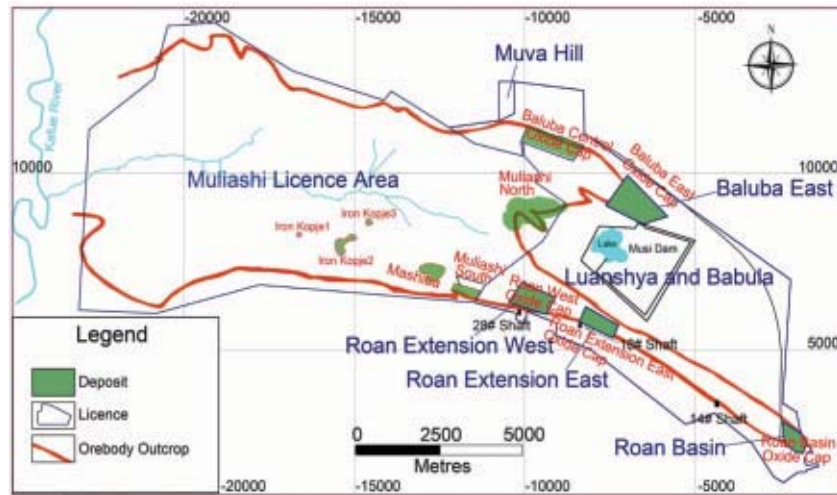 -20000
-15000
-10000
-5000
Muva Hill
Kafue River
Baluba Central
Oxide Cap
Baluba East
Oxide Cap
10000
10000
Muliashi Licence Area
Muliashi
North
Baluba East
Iron Kopje3
Iron Kopje1
Iron Kopje2
Lake
Musi Dam
Mashiba
Muliashi
South
Luanshya and Babula
Roan West
Oxide Cap
28# Shaft
Roan Extension East
Oxide Cap
18# Shaft
Roan Extension West
5000
Roan Extension East
14# Shaft
Roan Basin
Roan Basin
Oxide Cap
Legend
Deposit
Licence
Orebody Outcrop
0 2500 5000
Metres
-20000
-15000
-10000
-5000